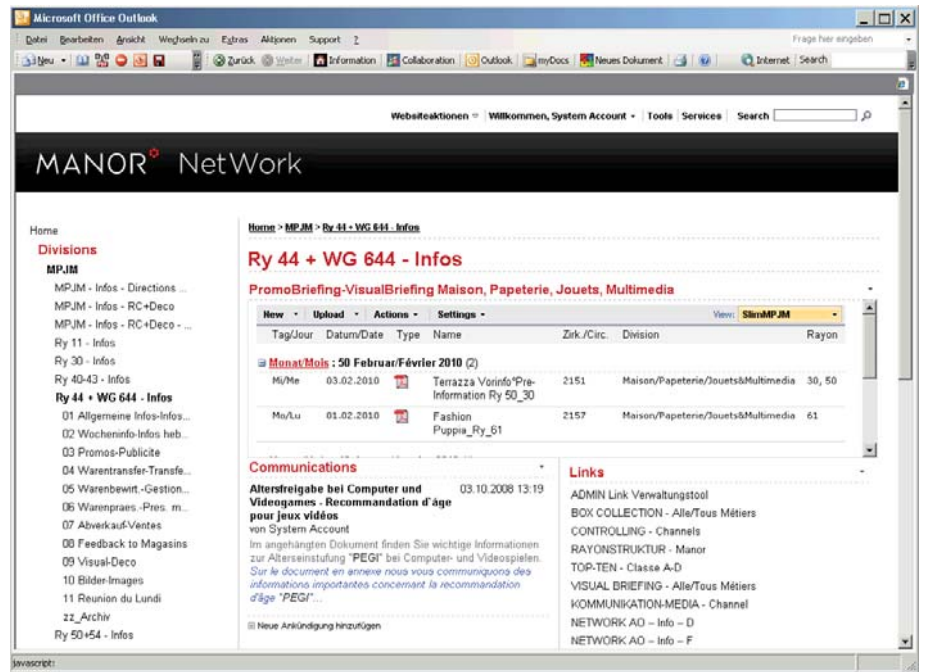 Microsoft Office Outlook
Datei Bearbeiten Ansicht Wechseln zu Extras Aktionen Support ? Frage hier eingeben
Neu Zurück Weiter Information Collaboration Outlook myDocs Neues Dokument Internet Search
Websiteaktionen Willkommen, System Account Tools Services Search
MANOR NetWork
Home
Divisions
MPJM
MPJM - Infos - Directions ...
MPJM - Infos - RC+Deco
MPJM - Infos - RC+Deco - ...
Ry 11 - Infos
Ry 30 - Infos
Ry 40-43 - Infos
Ry 44 + WG 644 - Infos
01 Allgemeine Infos-Infos...
02 Wocheninfo-Infos heb...
03 Promos-Publicite
04 Warentransfer-Transfe...
05 Warenbewirt.-Gestion...
06 Warenpraes.-Pres. m...
07 Abverkauf-Ventes
08 Feedback to Magasins
09 Visual-Deco
10 Bilder-Images
11 Reunion du Lundi
zz_Archiv
Ry 50+54 - Infos
Home > MPJM > Ry 44 + WG 644 - Infos
Ry 44 + WG 644 - Infos
PromoBriefing-VisualBriefing Maison, Papeterie, Jouets, Multimedia
New Upload Actions Settings View: SlimMPJM
Tag/Jour Datum/Date Type Name Zirk./Circ. Division Rayon
Monat/Mois : 50 Februar/Février 2010 (2)
Mi/Me 03.02.2010 Terrazza Vorinfo*Pre-Information Ry 50_30 2151 Maison/Papeterie/Jouets&Multimedia 30, 50
Mo/Lu 01.02.2010 Fashion Puppia_Ry_61 2157 Maison/Papeterie/Jouets&Multimedia 61
Communications
Altersfreigabe bei Computer und 03.10.2008 13:19
Videogames - Recommandation d`âge
pour jeux vidéos
von System Account
Im angehängten Dokument finden Sie wichtige Informationen
zur Alterseinstufung "PEGI" bei Computer- und Videospielen.
Sur le document en annexe nous vous communiquons des
informations importantes concernant la recommandation
d'âge "PEGI"...
Neue Ankündigung hinzufügen
Links
ADMIN Link Verwaltungstool
BOX COLLECTION - Alle/Tous Métiers
CONTROLLING - Channels
RAYONSTRUKTUR - Manor
TOP-TEN - Classe A-D
VISUAL BRIEFING - Alle/Tous Métiers
KOMMUNIKATION-MEDIA - Channel
NETWORK AO – Info – D
NETWORK AO – Info – F
javascript: